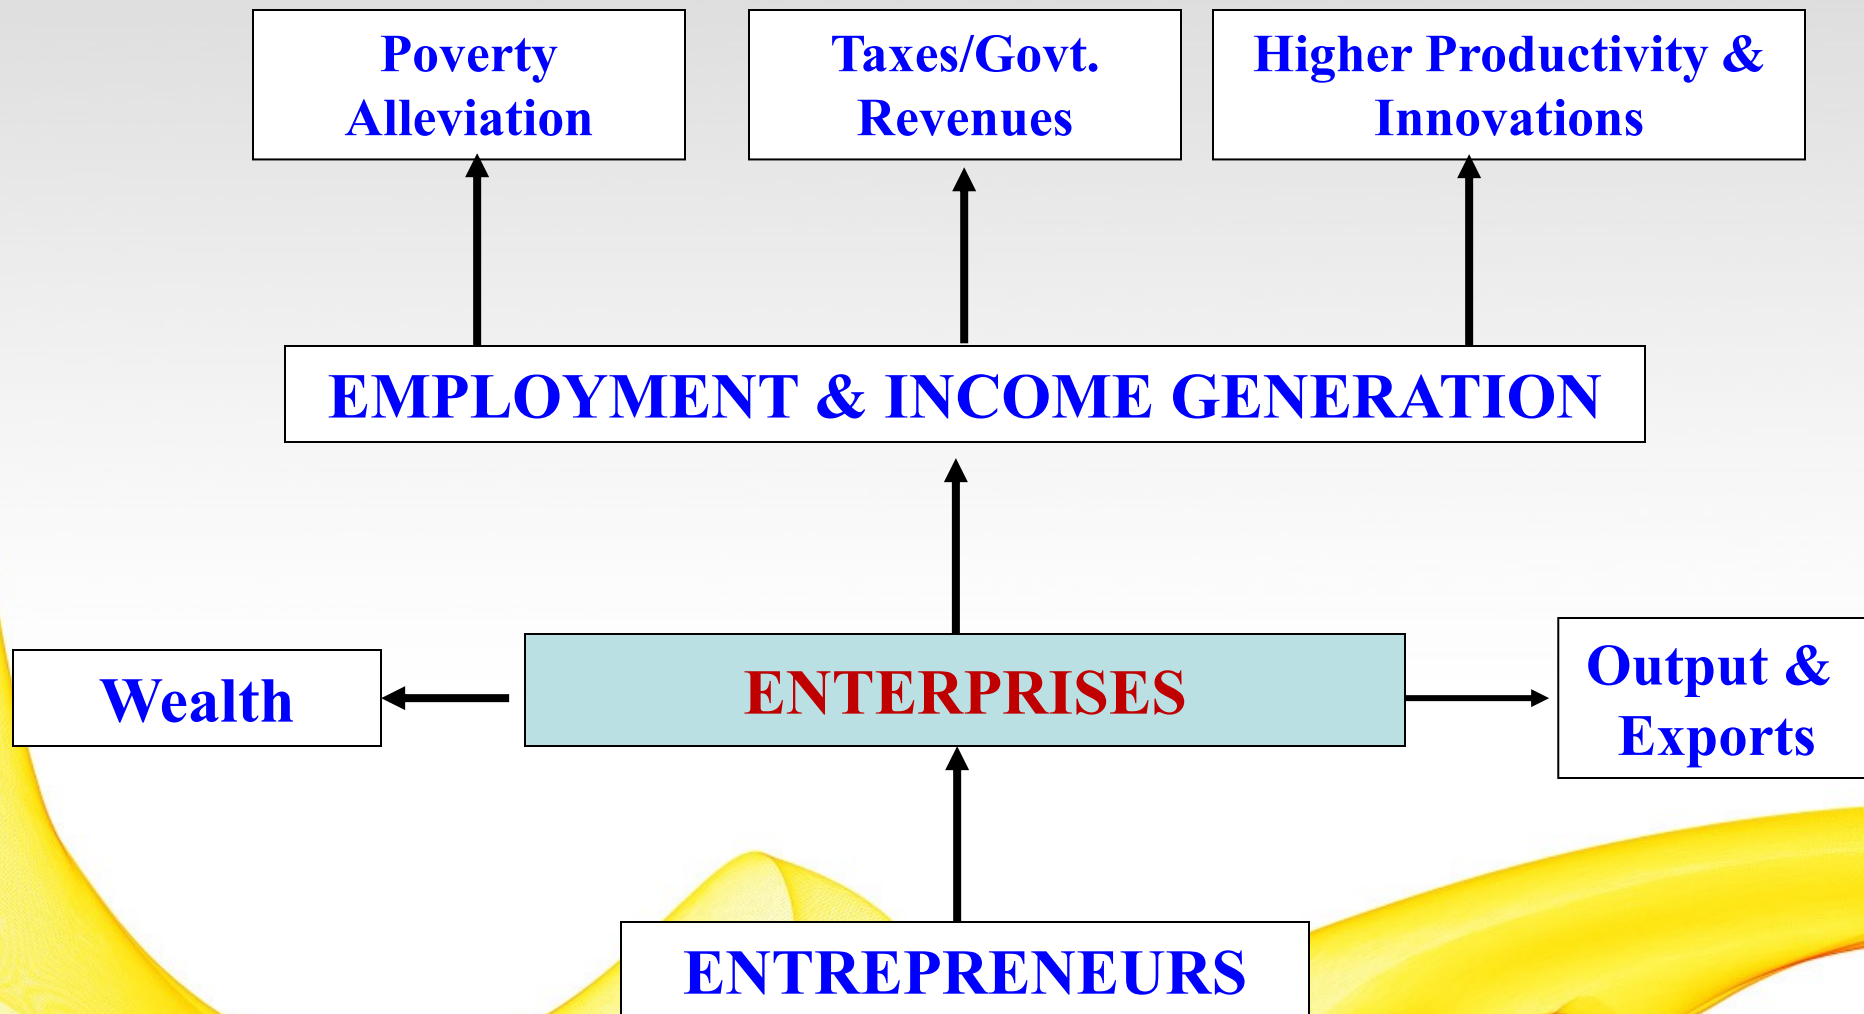 Poverty
Alleviation
Taxes/Govt.
Revenues
Higher Productivity &
Innovations
EMPLOYMENT & INCOME GENERATION
Wealth
ENTERPRISES
Output &
Exports
ENTREPRENEURS